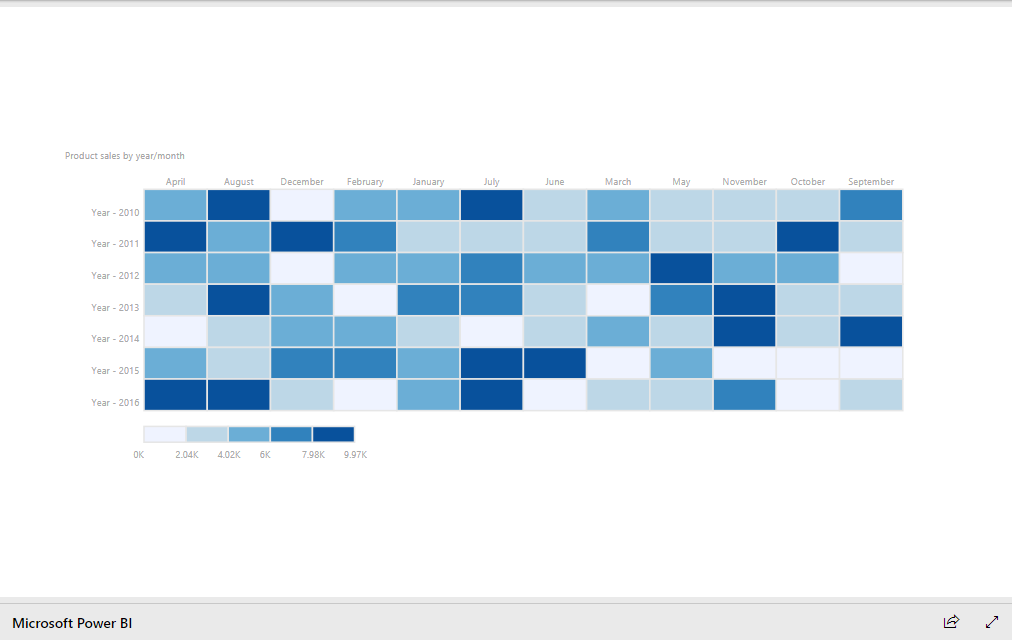 Product sales by year/month
April August December February January July June March May November October September
Year - 2010
Year - 2011
Year - 2012
Year - 2013
Year - 2014
Year - 2015
Year - 2016
0K 2.04K 4.02K 6K 7.98K 9.97K
Microsoft Power BI